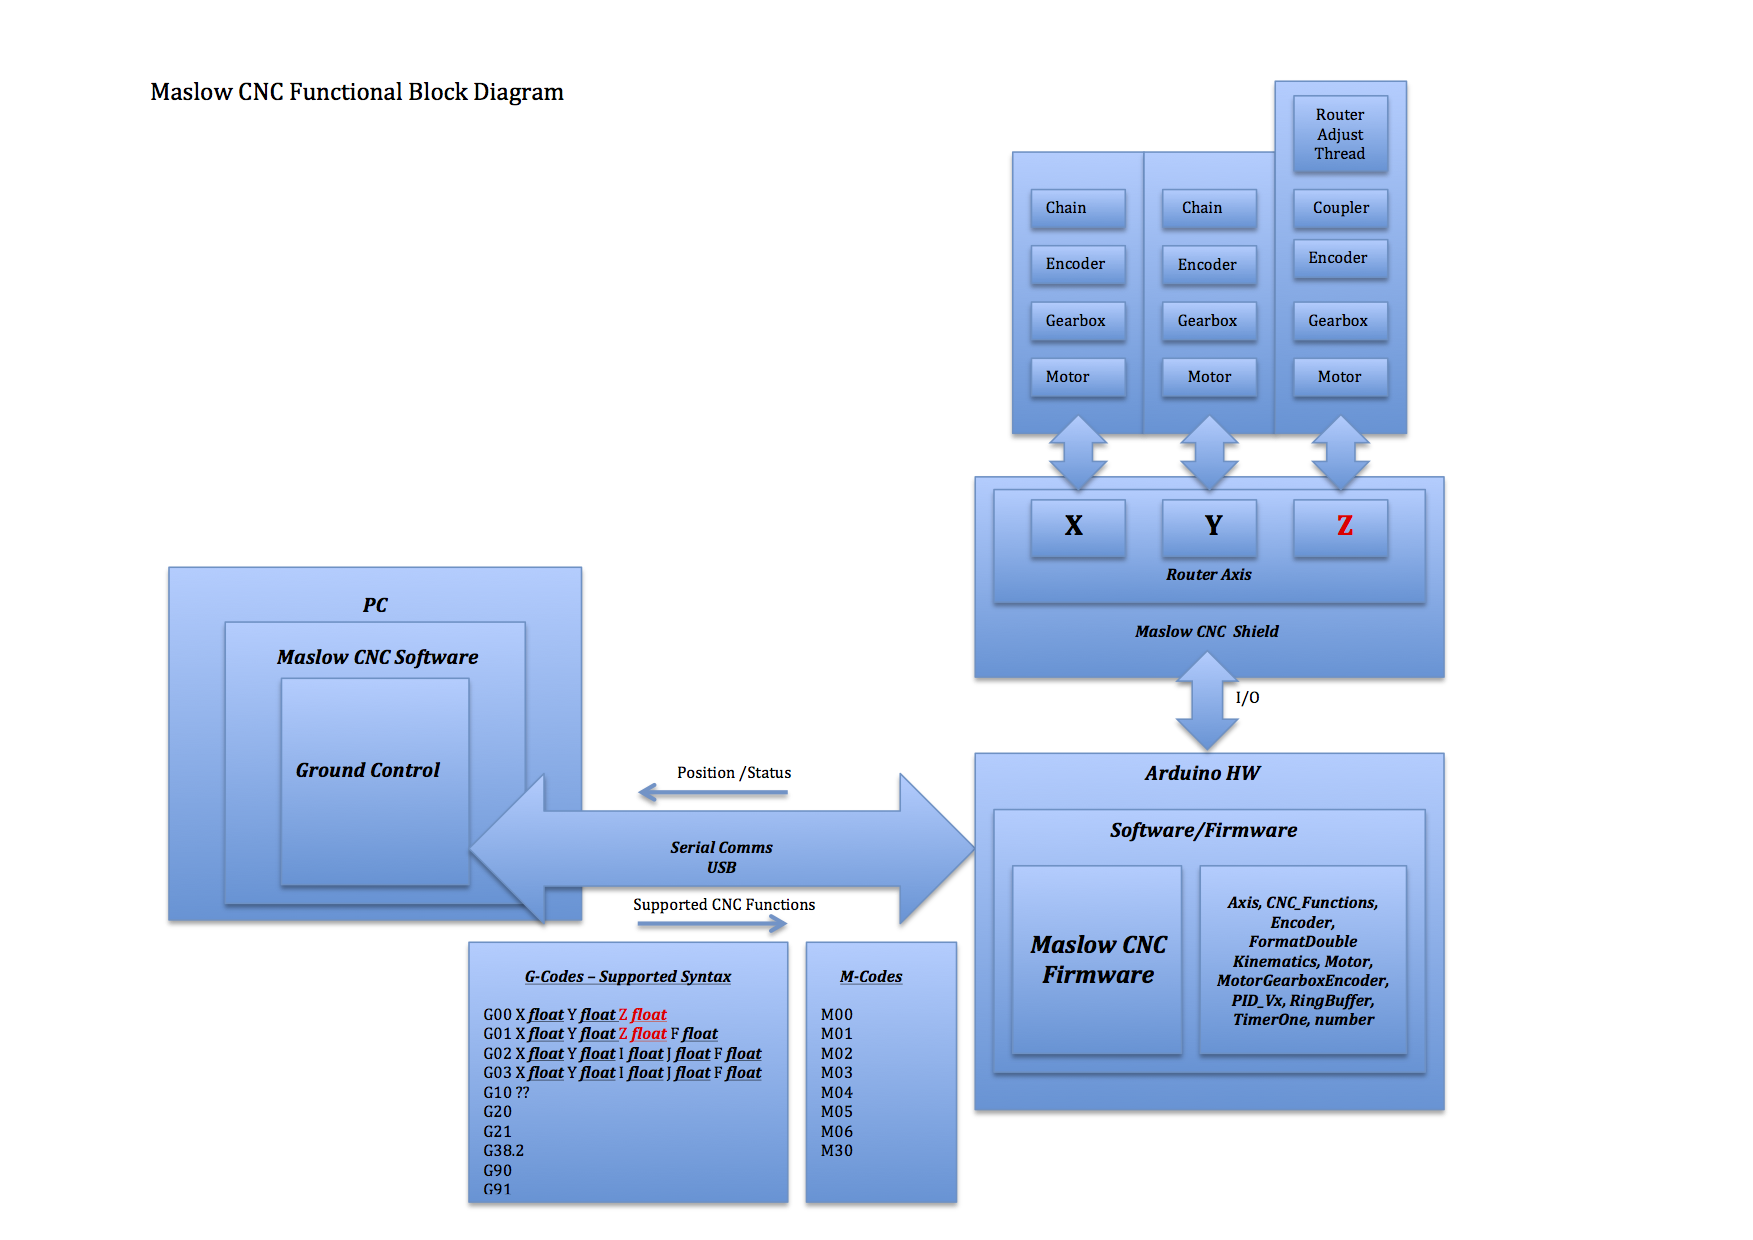 Maslow CNC Functional Block Diagram
Router
Adjust
Thread
Chain
Chain
Coupler
Encoder
Encoder
Encoder
Gearbox
Gearbox
Gearbox
Motor
Motor
Motor
X
Y
Z
Router Axis
Maslow CNC  Shield
I/O
PC
Maslow CNC Software
Ground Control
Position /Status
Serial Comms
USB
Supported CNC Functions
Arduino HW
Software/Firmware
Maslow CNC
Firmware
Axis, CNC_Functions,
Encoder,
FormatDouble
Kinematics, Motor,
MotorGearboxEncoder,
PID_Vx, RingBuffer,
TimerOne, number
G-Codes – Supported Syntax
G00 X float Y float Z float
G01 X float Y float Z float F float
G02 X float Y float I float J float F float
G03 X float Y float I float J float F float
G10 ??
G20
G21
G38.2
G90
G91
M-Codes
M00
M01
M02
M03
M04
M05
M06
M30